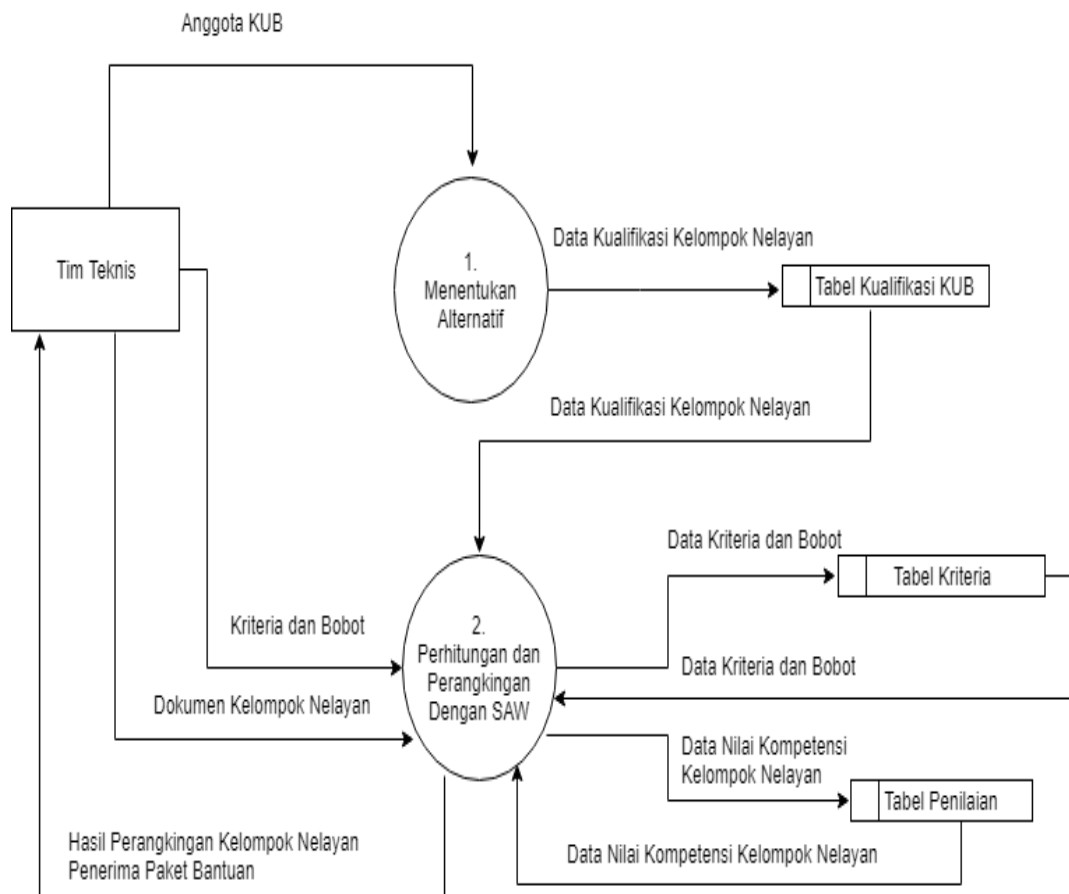 Anggota KUB
Tim Teknis
1.
Menentukan
Alternatif
Data Kualifikasi Kelompok Nelayan
Tabel Kualifikasi KUB
Data Kualifikasi Kelompok Nelayan
Data Kriteria dan Bobot
Tabel Kriteria
Kriteria dan Bobot
2.
Perhitungan dan
Perangkingan
Dengan SAW
Data Kriteria dan Bobot
Dokumen Kelompok Nelayan
Data Nilai Kompetensi
Kelompok Nelayan
Tabel Penilaian
Hasil Perangkingan Kelompok Nelayan
Penerima Paket Bantuan
Data Nilai Kompetensi Kelompok Nelayan